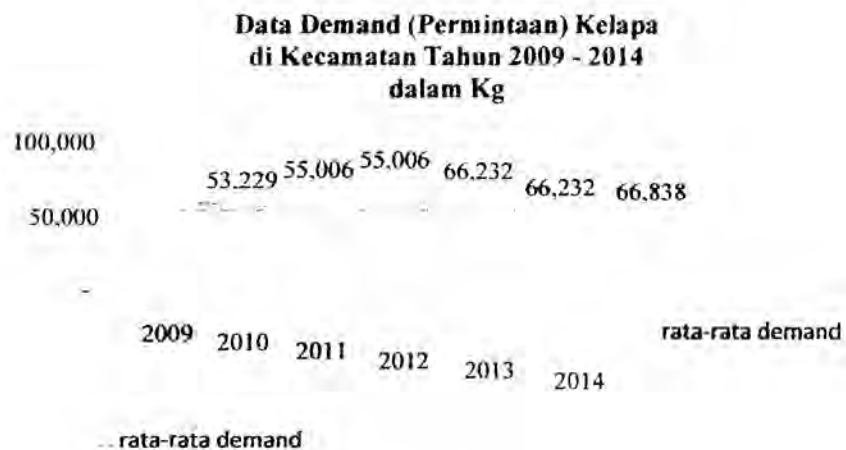 Data Demand (Permintaan) Kelapa
di Kecamatan Tahun 2009 - 2014
dalam Kg
100,000
53.229 55,006 55,006 66,232 66,232 66,838
50,000
-
2009 2010 2011 2012 2013 2014
rata-rata demand
rata-rata demand